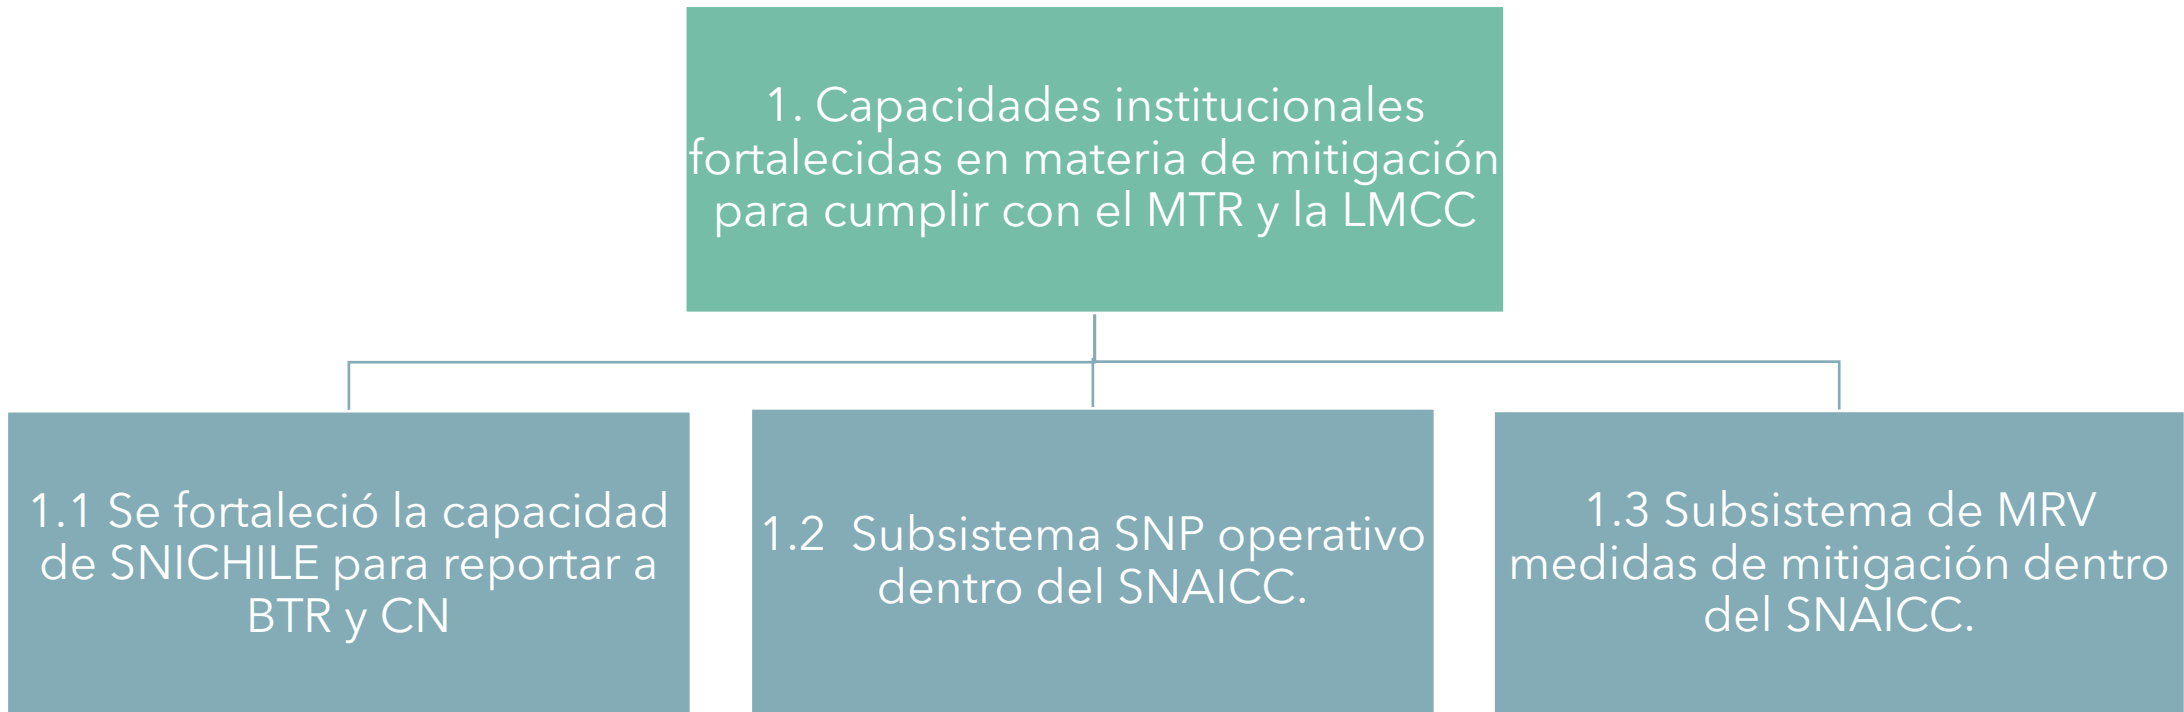 1. Capacidades institucionales
fortalecidas en materia de mitigación
para cumplir con el MTR y la LMCC
1.1 Se fortaleció la capacidad
de SNICHILE para reportar a
BTR y CN
1.2  Subsistema SNP operativo
dentro del SNAICC.
1.3 Subsistema de MRV
medidas de mitigación dentro
del SNAICC.